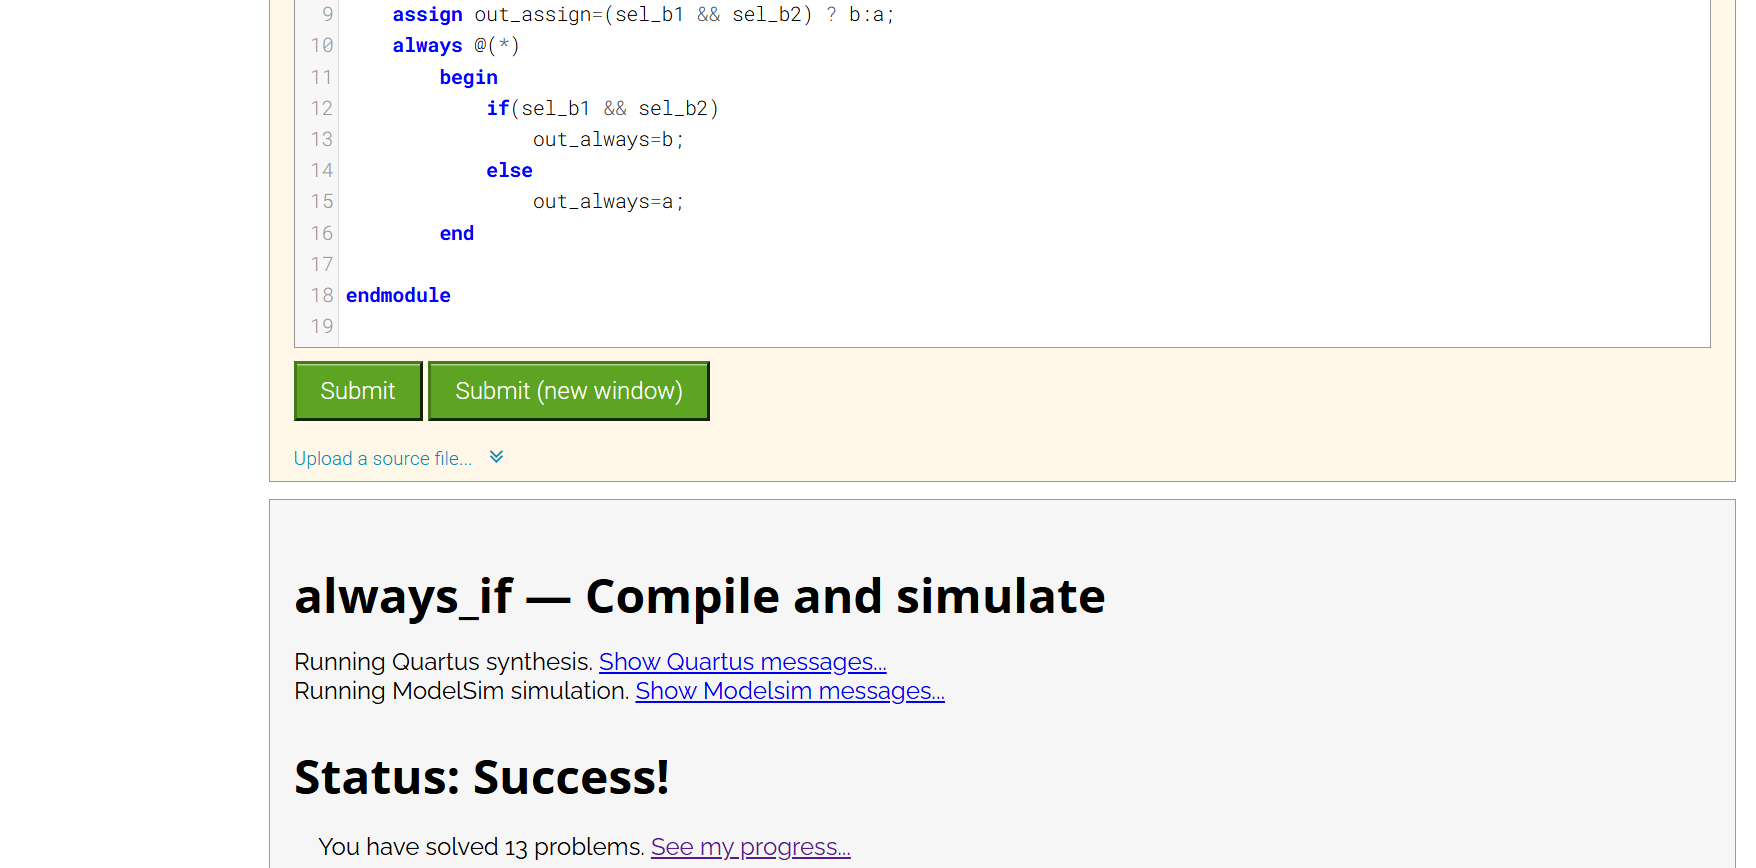 9 assign out_assign=(sel_b1 && sel_b2) ? b:a;
10 always @(*)
11 begin
12 if(sel_b1 && sel_b2)
13 out_always=b;
14 else
15 out_always=a;
16 end
17
18 endmodule
19
Submit Submit (new window)
Upload a source file...
always_if — Compile and simulate
Running Quartus synthesis. Show Quartus messages...
Running ModelSim simulation. Show Modelsim messages...
Status: Success!
You have solved 13 problems. See my progress...